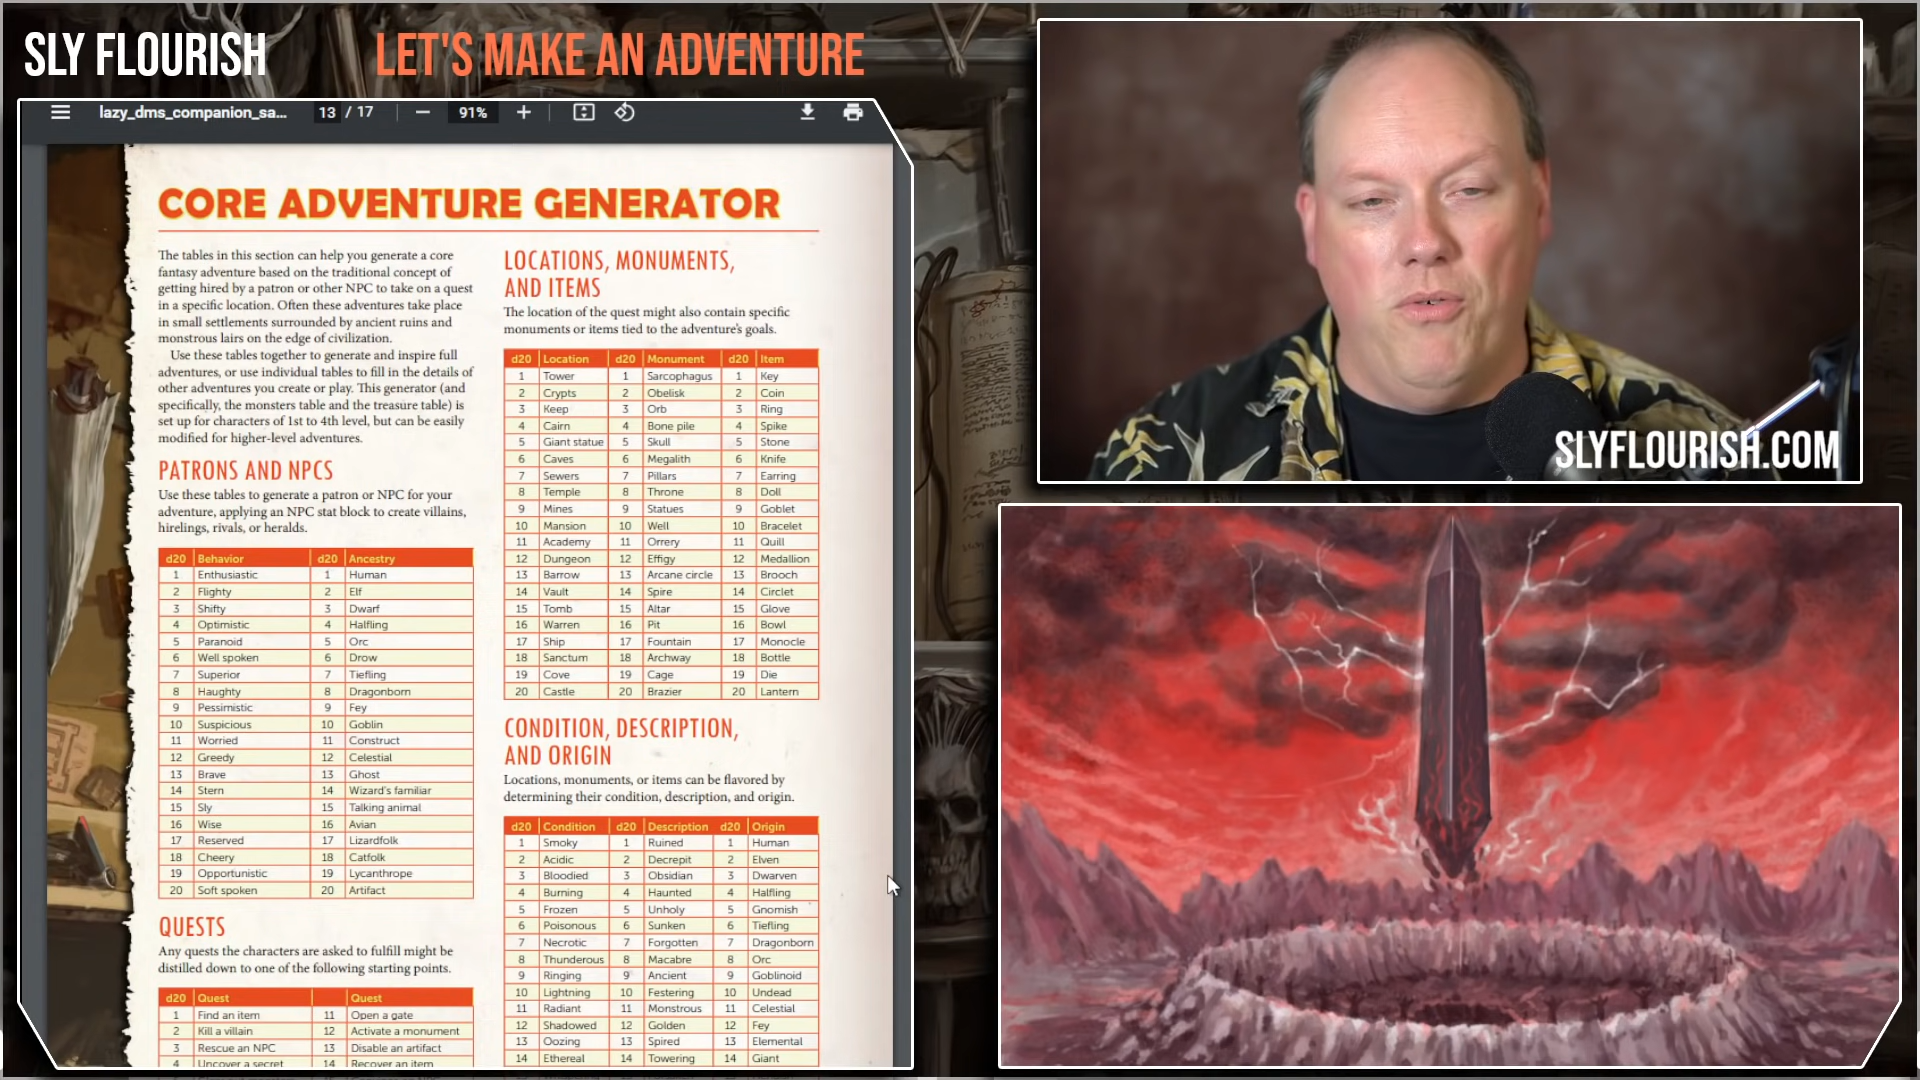 SLY FLOURISH
LET'S MAKE AN ADVENTURE
lazy_dms_companion_sa... 13 / 17 91%
CORE ADVENTURE GENERATOR
The tables in this section can help you generate a core
fantasy adventure based on the traditional concept of
getting hired by a patron or other NPC to take on a quest
in a specific location. Often these adventures take place
in small settlements surrounded by ancient ruins and
monstrous lairs on the edge of civilization.
Use these tables together to generate and inspire full
adventures, or use individual tables to fill in the details of
other adventures you create or play. This generator (and
specifically, the monsters table and the treasure table) is
set up for characters of 1st to 4th level, but can be easily
modified for higher-level adventures.
PATRONS AND NPCS
Use these tables to generate a patron or NPC for your
adventure, applying an NPC stat block to create villains,
hirelings, rivals, or heralds.
d20 Behavior d20 Ancestry
1 Enthusiastic 1 Human
2 Flighty 2 Elf
3 Shifty 3 Dwarf
4 Optimistic 4 Halfling
5 Paranoid 5 Orc
6 Well spoken 6 Drow
7 Superior 7 Tiefling
8 Haughty 8 Dragonborn
9 Pessimistic 9 Fey
10 Suspicious 10 Goblin
11 Worried 11 Construct
12 Greedy 12 Celestial
13 Brave 13 Ghost
14 Stern 14 Wizard's familiar
15 Sly 15 Talking animal
16 Wise 16 Avian
17 Reserved 17 Lizardfolk
18 Cheery 18 Catfolk
19 Opportunistic 19 Lycanthrope
20 Soft spoken 20 Artifact
QUESTS
Any quests the characters are asked to fulfill might be
distilled down to one of the following starting points.
d20 Quest Quest
1 Find an item 11 Open a gate
2 Kill a villain 12 Activate a monument
3 Rescue an NPC 13 Disable an artifact
4 Uncover a secret 14 Recover an item
LOCATIONS, MONUMENTS,
AND ITEMS
The location of the quest might also contain specific
monuments or items tied to the adventure's goals.
d20 Location d20 Monument d20 Item
1 Tower 1 Sarcophagus 1 Key
2 Crypts 2 Obelisk 2 Coin
3 Keep 3 Orb 3 Ring
4 Cairn 4 Bone pile 4 Spike
5 Giant statue 5 Skull 5 Stone
6 Caves 6 Megalith 6 Knife
7 Sewers 7 Pillars 7 Earring
8 Temple 8 Throne 8 Doll
9 Mines 9 Statues 9 Goblet
10 Mansion 10 Well 10 Bracelet
11 Academy 11 Orrery 11 Quill
12 Dungeon 12 Effigy 12 Medallion
13 Barrow 13 Arcane circle 13 Brooch
14 Vault 14 Spire 14 Circlet
15 Tomb 15 Altar 15 Glove
16 Warren 16 Pit 16 Bowl
17 Ship 17 Fountain 17 Monocle
18 Sanctum 18 Archway 18 Bottle
19 Cove 19 Cage 19 Die
20 Castle 20 Brazier 20 Lantern
CONDITION, DESCRIPTION,
AND ORIGIN
Locations, monuments, or items can be flavored by
determining their condition, description, and origin.
d20 Condition d20 Description d20 Origin
1 Smoky 1 Ruined 1 Human
2 Acidic 2 Decrepit 2 Elven
3 Bloodied 3 Obsidian 3 Dwarven
4 Burning 4 Haunted 4 Halfling
5 Frozen 5 Unholy 5 Gnomish
6 Poisonous 6 Sunken 6 Tiefling
7 Necrotic 7 Forgotten 7 Dragonborn
8 Thunderous 8 Macabre 8 Orc
9 Ringing 9 Ancient 9 Goblinoid
10 Lightning 10 Festering 10 Undead
11 Radiant 11 Monstrous 11 Celestial
12 Shadowed 12 Golden 12 Fey
13 Oozing 13 Spired 13 Elemental
14 Ethereal 14 Towering 14 Giant
SLYFLOURISH.COM